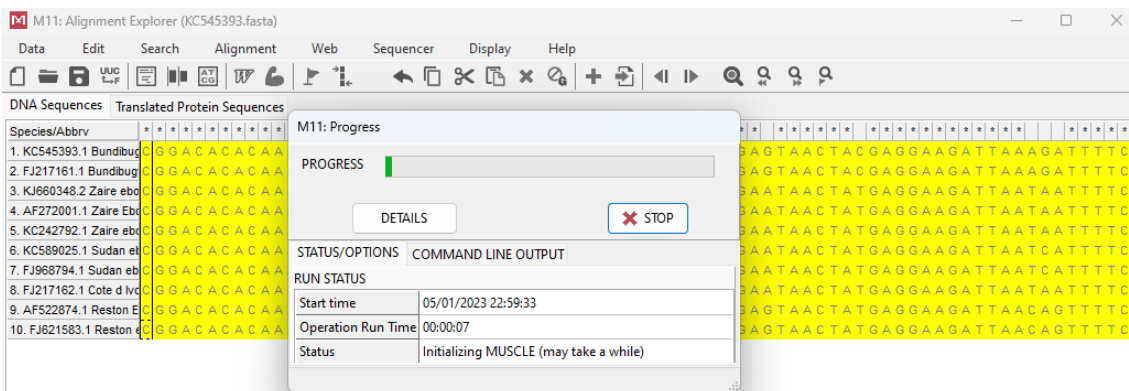 M11: Alignment Explorer (KC545393.fasta)
Data Edit Search Alignment Web Sequencer Display Help
DNA Sequences Translated Protein Sequences
Species/Abbrv * * * * * * * * * * * * * * * * * * * * * * * * * * * * * * * * * * *
1. KC545393.1 Bundibug C G G A C A C A C A A G A G T A A C T A C G A G G A A G A T T A A A G A T T T T C
2. FJ217161.1 Bundibug C G G A C A C A C A A G A G T A A C T A C G A G G A A G A T T A A A G A T T T T C
3. KJ660348.2 Zaire ebo C G G A C A C A C A A G A A T A A C T A T G A G G A A G A T T A A T A A T T T T C
4. AF272001.1 Zaire Ebo C G G A C A C A C A A G A A T A A C T A T G A G G A A G A T T A A T A A T T T T C
5. KC242792.1 Zaire ebo C G G A C A C A C A A G A A T A A C T A T G A G G A A G A T T A A T A A T T T T C
6. KC589025.1 Sudan eb C G G A C A C A C A A G A A T A A C T A T G A G G A A G A T T A A T C A T T T T C
7. FJ968794.1 Sudan eb C G G A C A C A C A A G A A T A A C T A T G A G G A A G A T T A A T C A T T T T C
8. FJ217162.1 Cote d Ivo C G G A C A C A C A A
9. AF522874.1 Reston E C G G A C A C A C A A G A G T A A C T A T G A G G A A G A T T A A C A G T T T T C
10. FJ621583.1 Reston e C G G A C A C A C A A G A G T A A C T A T G A G G A A G A T T A A C A G T T T T C
M11: Progress
PROGRESS
DETAILS STOP
STATUS/OPTIONS COMMAND LINE OUTPUT
RUN STATUS
Start time 05/01/2023 22:59:33
Operation Run Time 00:00:07
Status Initializing MUSCLE (may take a while)